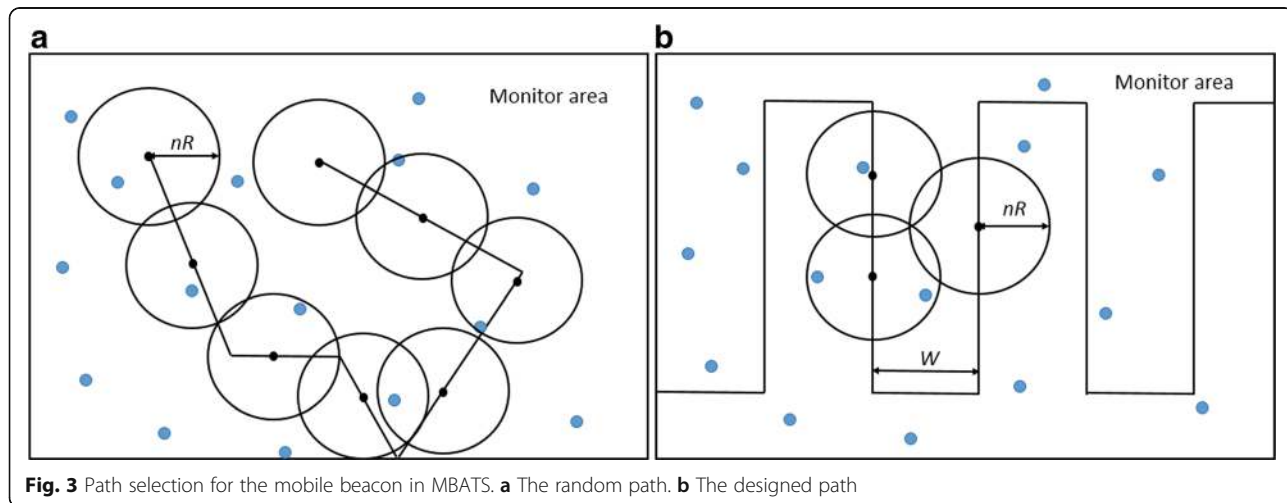 a
Monitor area
nR
b
Monitor area
nR
W
Fig. 3 Path selection for the mobile beacon in MBATS. a The random path. b The designed path